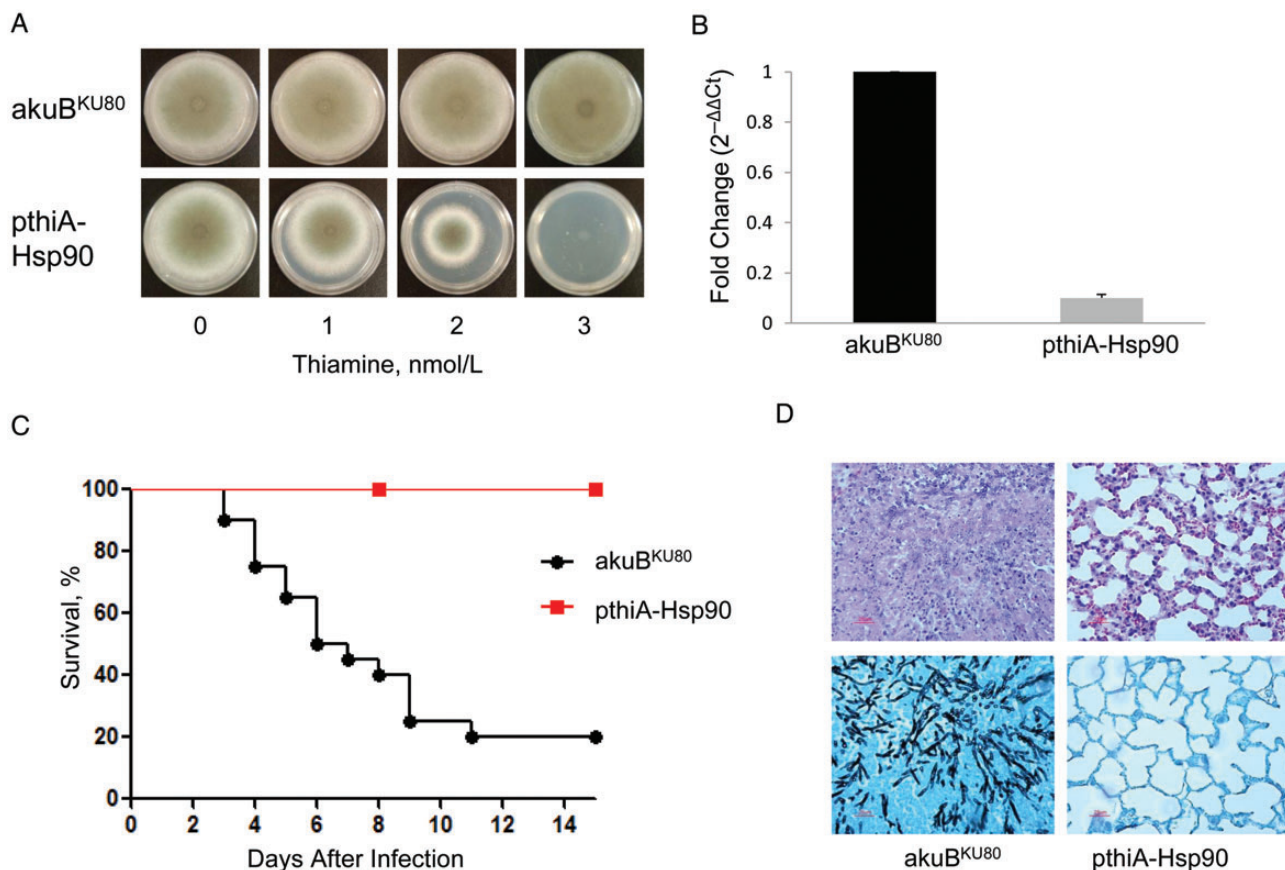 A
akuB^KU80
pthiA-
Hsp90
0 1 2 3
Thiamine, nmol/L
B
Fold Change (2^−ΔΔCt)
1
0.8
0.6
0.4
0.2
0
akuB^KU80 pthiA-Hsp90
C
Survival, %
100
80
60
40
20
0
0 2 4 6 8 10 12 14
Days After Infection
akuB^KU80
pthiA-Hsp90
D
akuB^KU80 pthiA-Hsp90